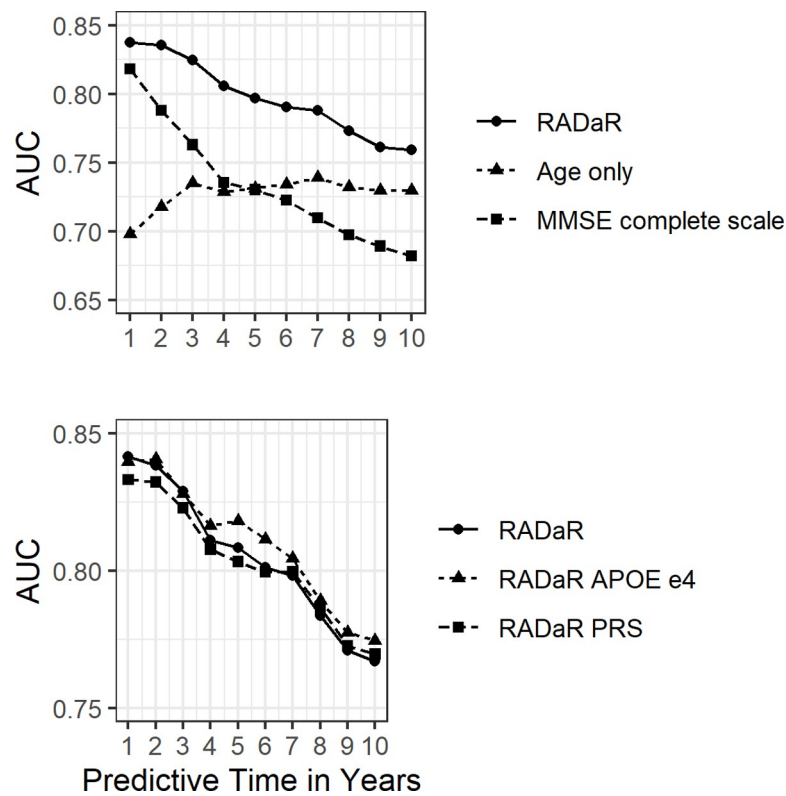 AUC
0.85
0.80
0.75
0.70
0.65
1 2 3 4 5 6 7 8 9 10
RADaR
Age only
MMSE complete scale
AUC
0.85
0.80
0.75
1 2 3 4 5 6 7 8 9 10
Predictive Time in Years
RADaR
RADaR APOE e4
RADaR PRS